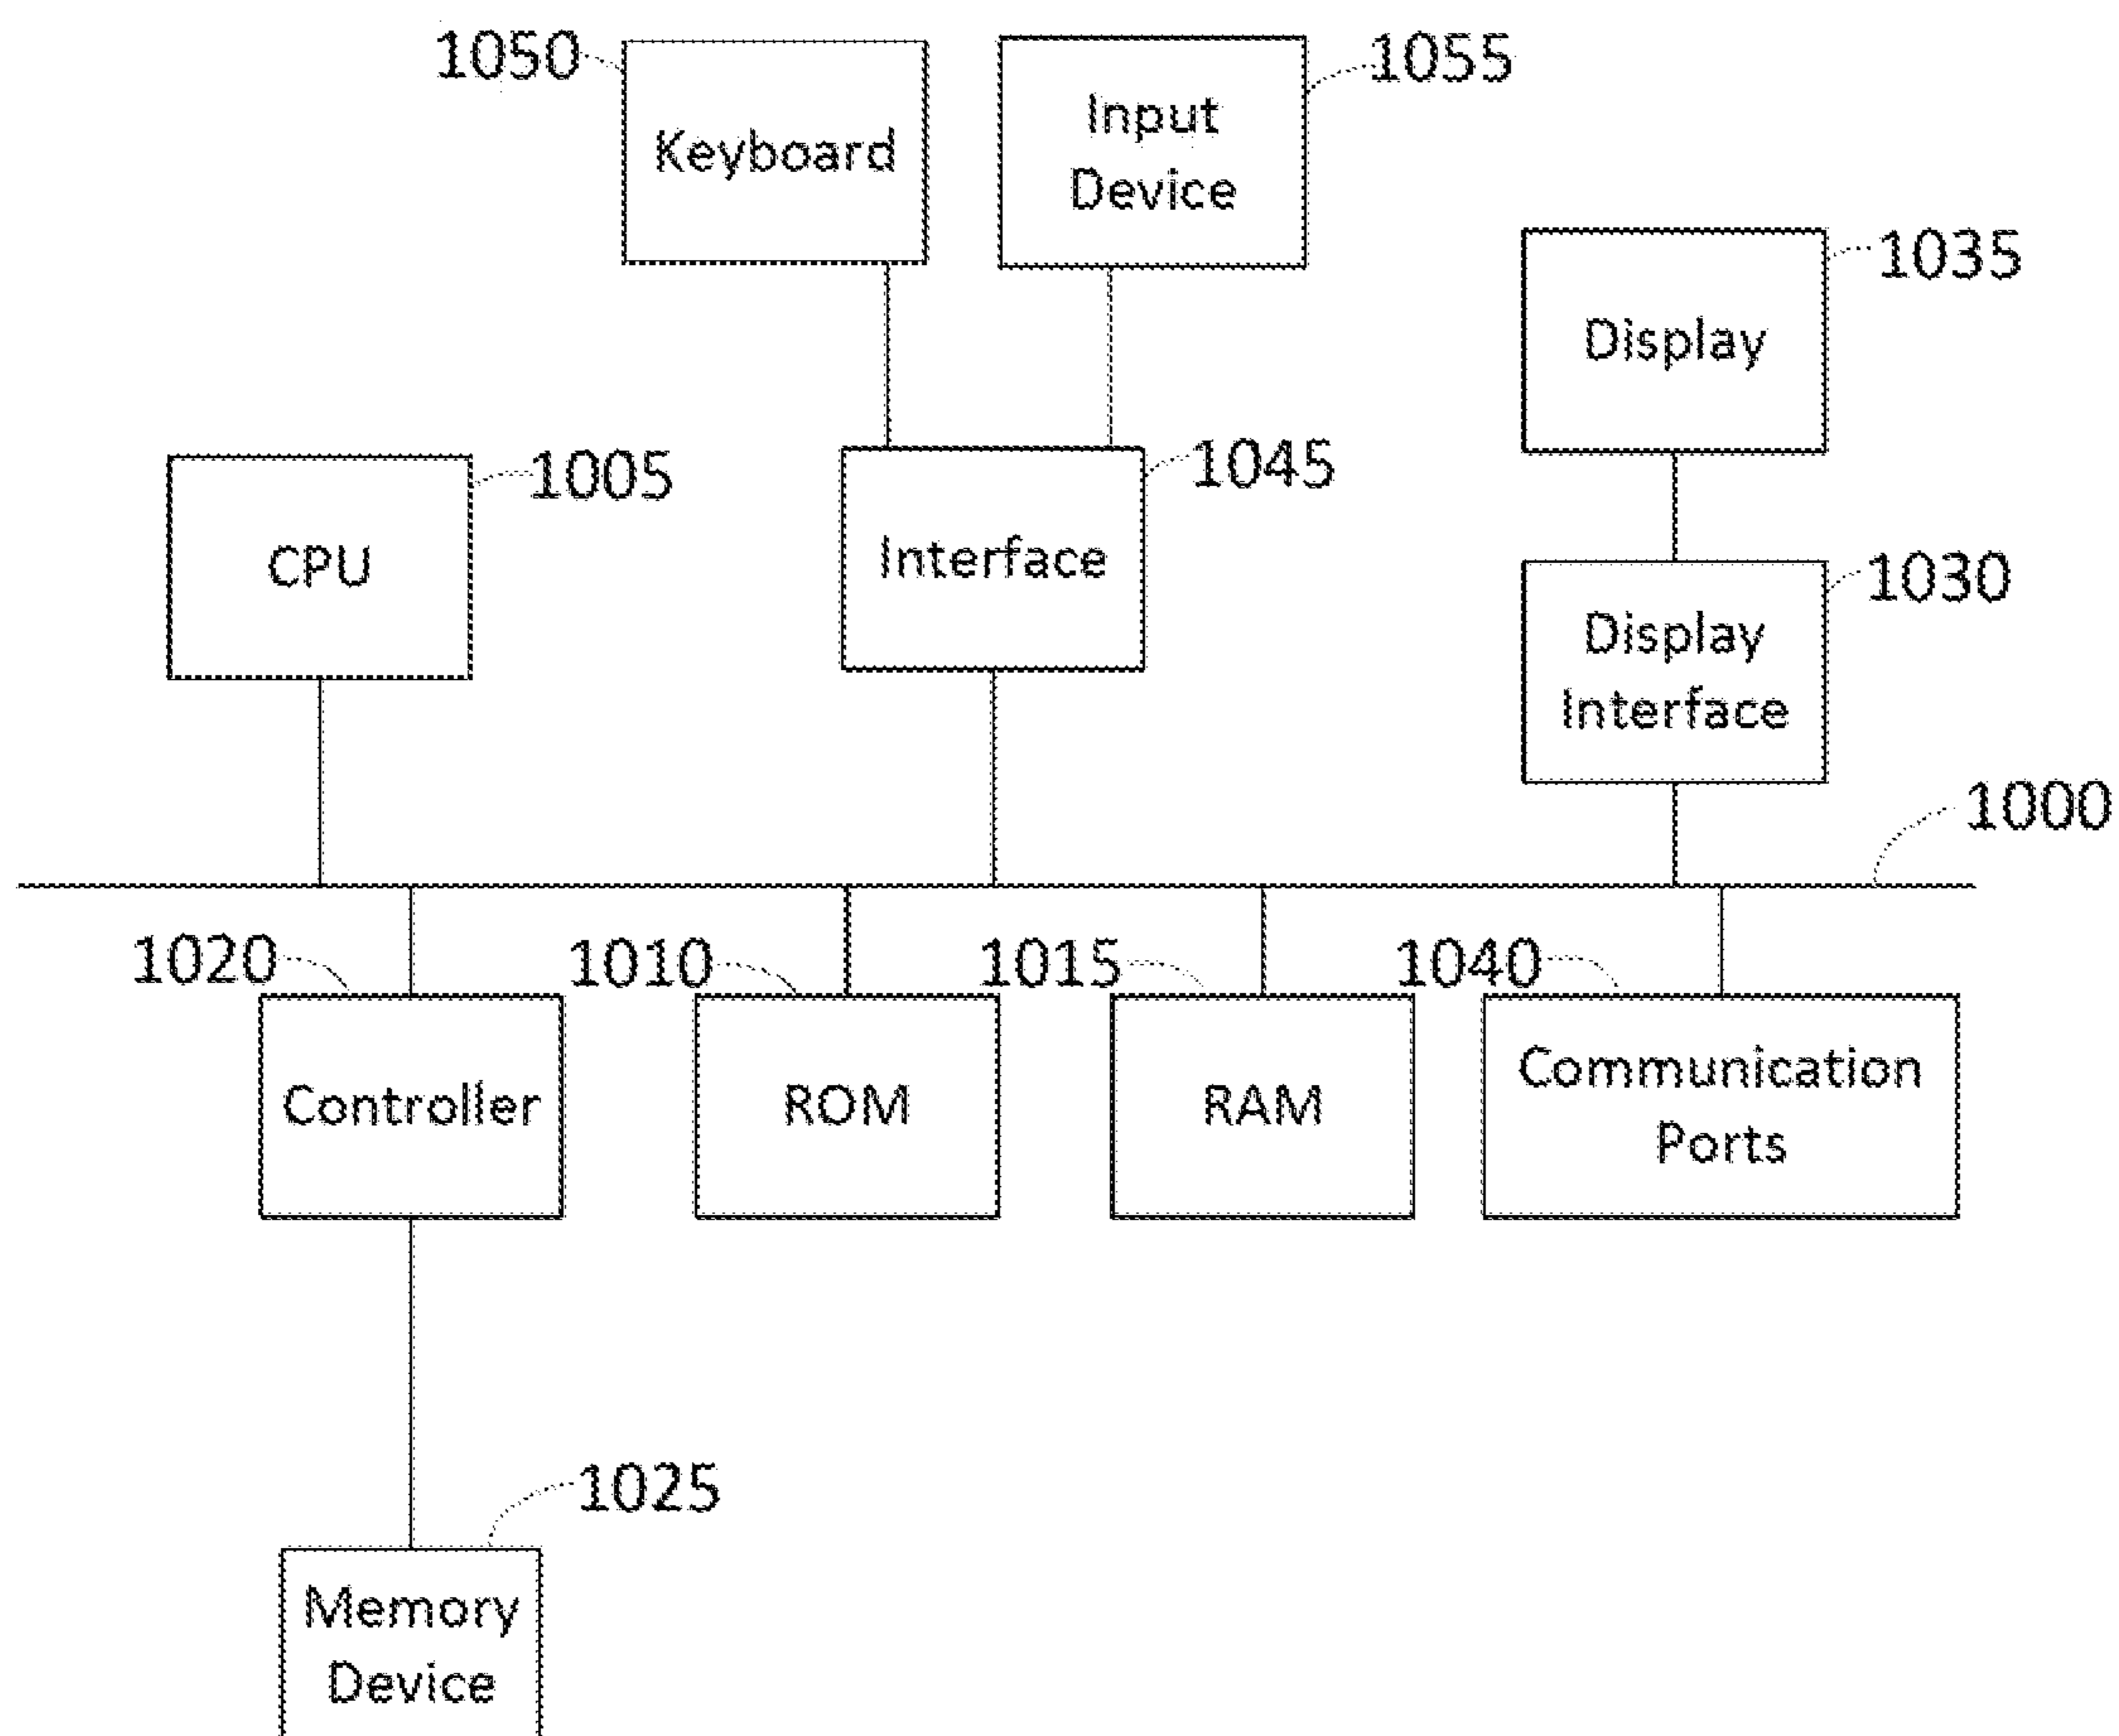 1050
Keyboard
Input
Device
1055
Display
1035
CPU
1005
Interface
1045
Display
Interface
1030
1000
1020
Controller
1010
ROM
1015
RAM
1040
Communication
Ports
1025
Memory
Device